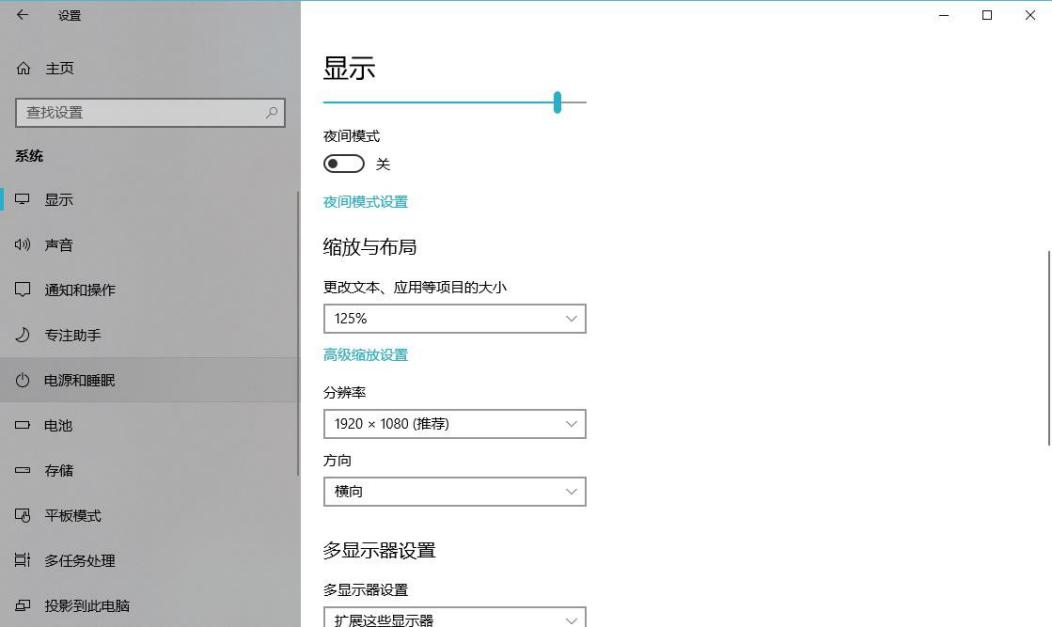 设置
主页
查找设置
系统
显示
声音
通知和操作
专注助手
电源和睡眠
电池
存储
平板模式
多任务处理
投影到此电脑
显示
夜间模式
关
夜间模式设置
缩放与布局
更改文本、应用等项目的大小
125%
高级缩放设置
分辨率
1920 × 1080 (推荐)
方向
横向
多显示器设置
多显示器设置
扩展这些显示器